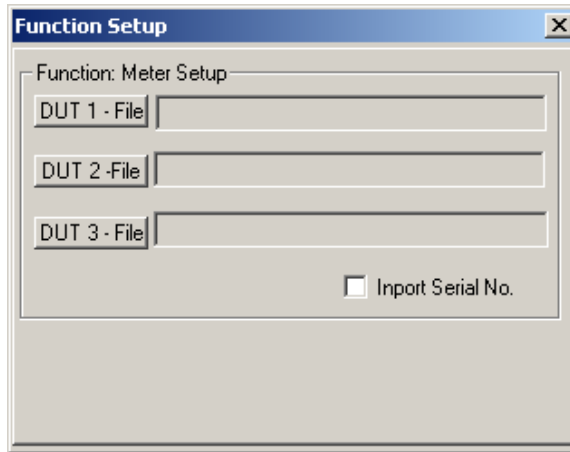 Function Setup
Function: Meter Setup
DUT 1 - File
DUT 2 -File
DUT 3 - File
Inport Serial No.